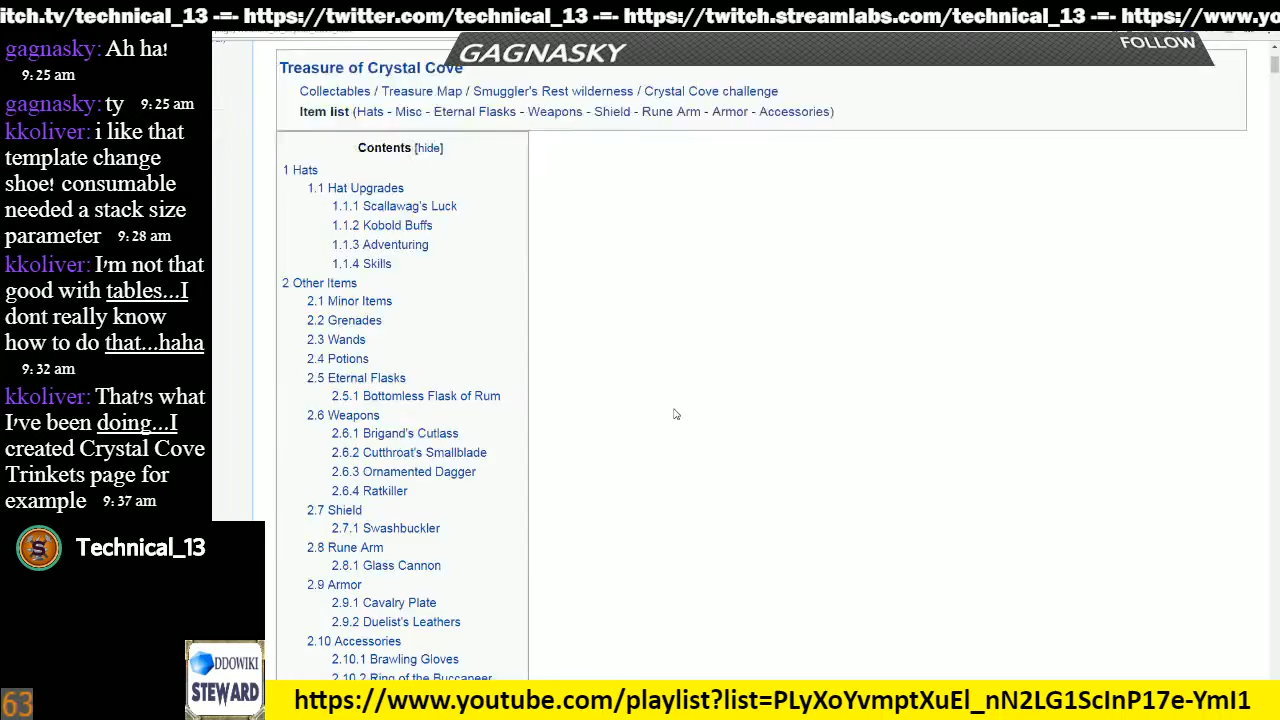 itch.tv/technical_13 -=- https://twitter.com/technical_13 -=- https://twitch.streamlabs.com/technical_13 -=- https://www.yo
gagnasky: Ah ha!
9:25 am
gagnasky: ty 9:25 am
kkoliver: i like that
template change
shoe! consumable
needed a stack size
parameter 9:28 am
kkoliver: I'm not that
good with tables...I
dont really know
how to do that...haha
9:32 am
kkoliver: That's what
I've been doing...I
created Crystal Cove
Trinkets page for
example 9:37 am
Technical_13
DDOWIKI
STEWARD
63
GAGNASKY
FOLLOW
Treasure of Crystal Cove
Collectables / Treasure Map / Smuggler's Rest wilderness / Crystal Cove challenge
Item list (Hats - Misc - Eternal Flasks - Weapons - Shield - Rune Arm - Armor - Accessories)
Contents [hide]
1 Hats
1.1 Hat Upgrades
1.1.1 Scallawag's Luck
1.1.2 Kobold Buffs
1.1.3 Adventuring
1.1.4 Skills
2 Other Items
2.1 Minor Items
2.2 Grenades
2.3 Wands
2.4 Potions
2.5 Eternal Flasks
2.5.1 Bottomless Flask of Rum
2.6 Weapons
2.6.1 Brigand's Cutlass
2.6.2 Cutthroat's Smallblade
2.6.3 Ornamented Dagger
2.6.4 Ratkiller
2.7 Shield
2.7.1 Swashbuckler
2.8 Rune Arm
2.8.1 Glass Cannon
2.9 Armor
2.9.1 Cavalry Plate
2.9.2 Duelist's Leathers
2.10 Accessories
2.10.1 Brawling Gloves
2.10.2 Ring of the Buccaneer
https://www.youtube.com/playlist?list=PLyXoYvmptXuEl_nN2LG1ScInP17e-YmI1